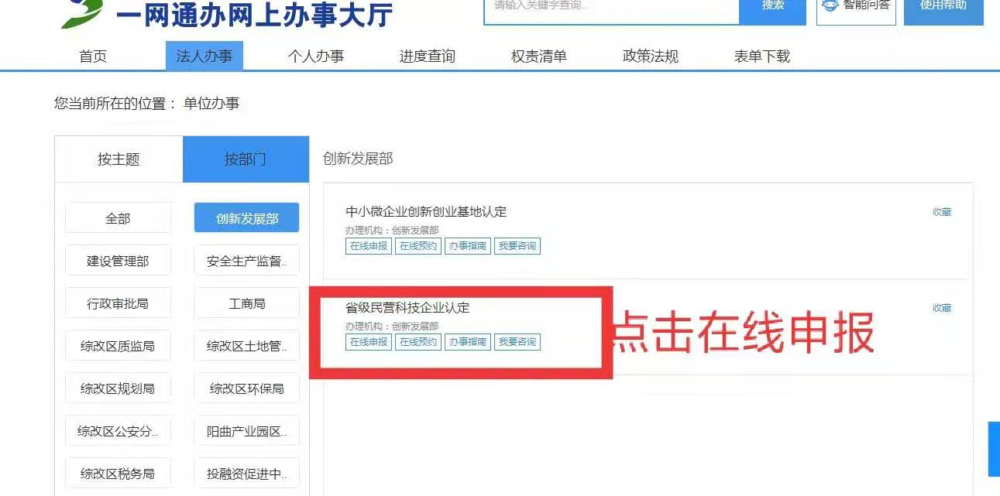 一网通办网上办事大厅
请输入关键字查询...
搜索
智能问答
使用帮助
首页
法人办事
个人办事
进度查询
权责清单
政策法规
表单下载
您当前所在的位置： 单位办事
按主题
按部门
创新发展部
全部
创新发展部
建设管理部
安全生产监督..
行政审批局
工商局
综改区质监局
综改区土地管..
综改区规划局
综改区环保局
综改区公安分..
阳曲产业园区..
综改区税务局
投融资促进中..
中小微企业创新创业基地认定
收藏
办理机构：创新发展部
在线申报 在线预约 办事指南 我要咨询
省级民营科技企业认定
收藏
办理机构：创新发展部
在线申报 在线预约 办事指南 我要咨询
点击在线申报